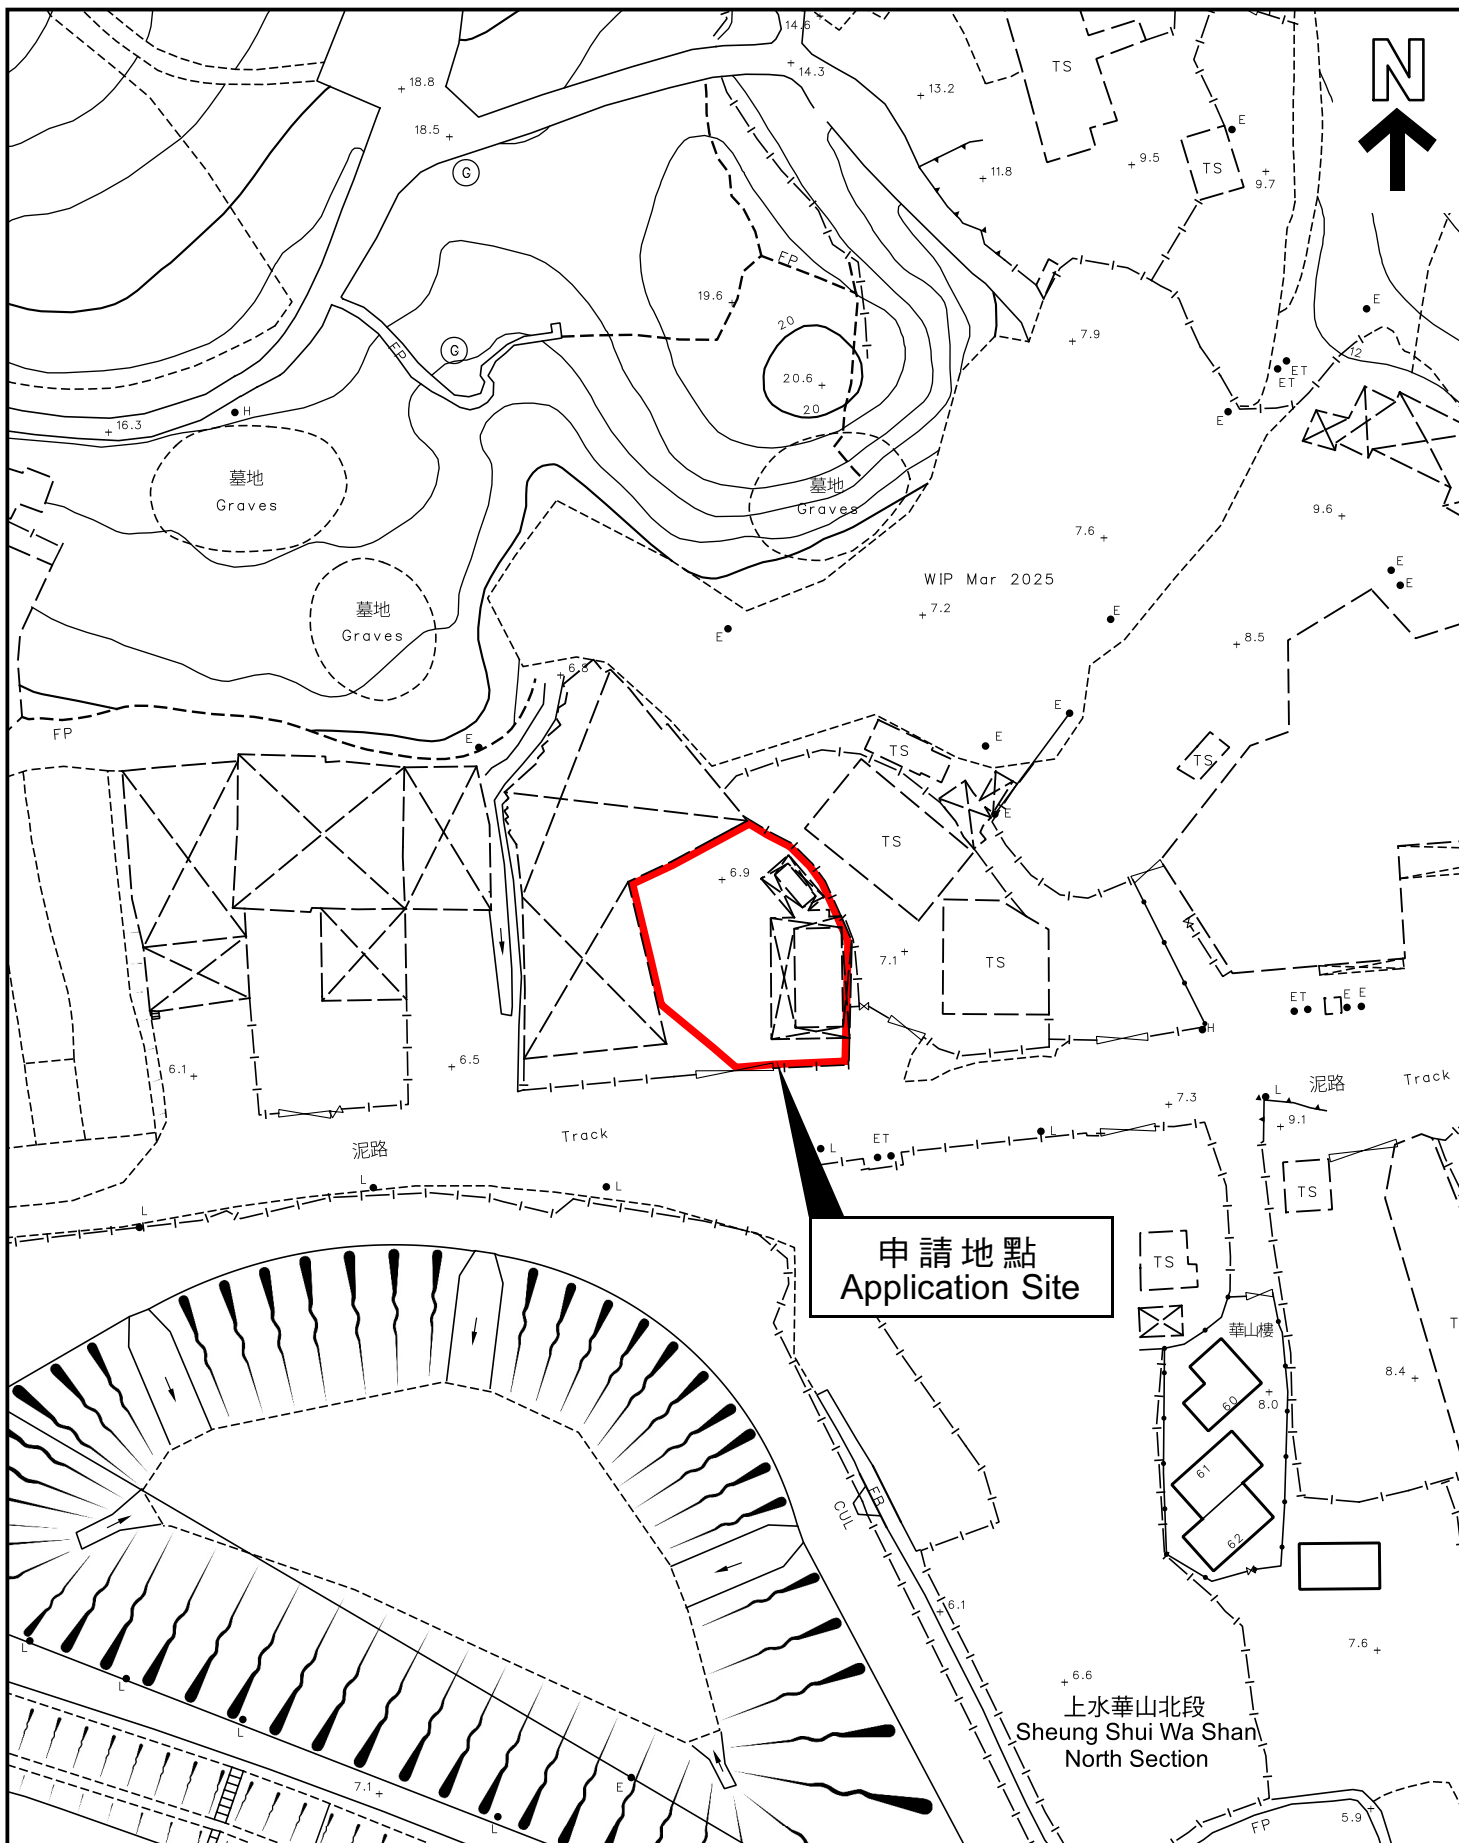 14.6
14.3
18.8
18.5
13.2
TS
N
E
11.8
9.5
TS
9.7
G
FP
19.6
20
7.9
E
FP
G
20.6
20
12
ET
ET
E
H
16.3
墓地
Graves
墓地
Graves
9.6
7.6
WIP Mar 2025
E
E
墓地
Graves
7.2
E
E
8.5
6.8
E
FP
E
E
TS
TS
E
TS
6.9
7.1
TS
ET
E
E
H
6.1
6.5
泥路
Track
7.3
L
9.1
泥路
Track
L
ET
L
TS
L
L
L
申請地點
Application Site
TS
華山樓
8.4
60
8.0
61
62
FB
CUL
6.1
7.6
L
L
L
6.6
上水華山北段
Sheung Shui Wa Shan
North Section
7.1
E
L
5.9
FP